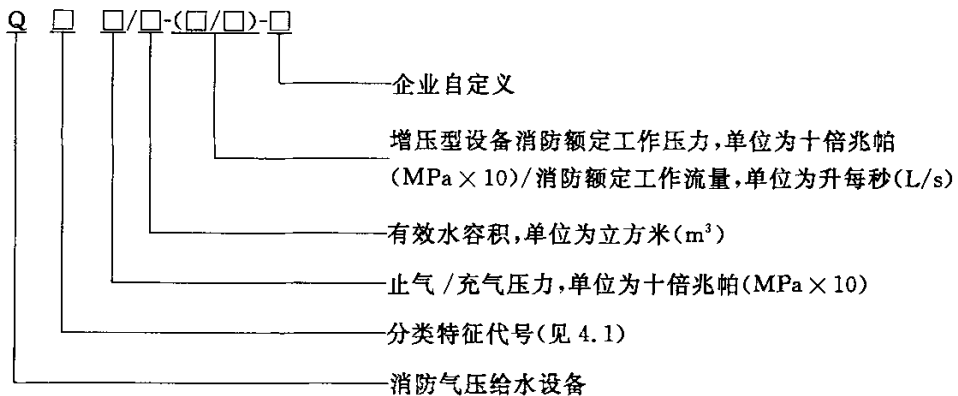 Q □ □/□-(□/□)-□
企业自定义
增压型设备消防额定工作压力,单位为十倍兆帕
(MPa×10)/消防额定工作流量,单位为升每秒(L/s)
有效水容积,单位为立方米(m³)
止气/充气压力,单位为十倍兆帕(MPa×10)
分类特征代号(见 4.1)
消防气压给水设备